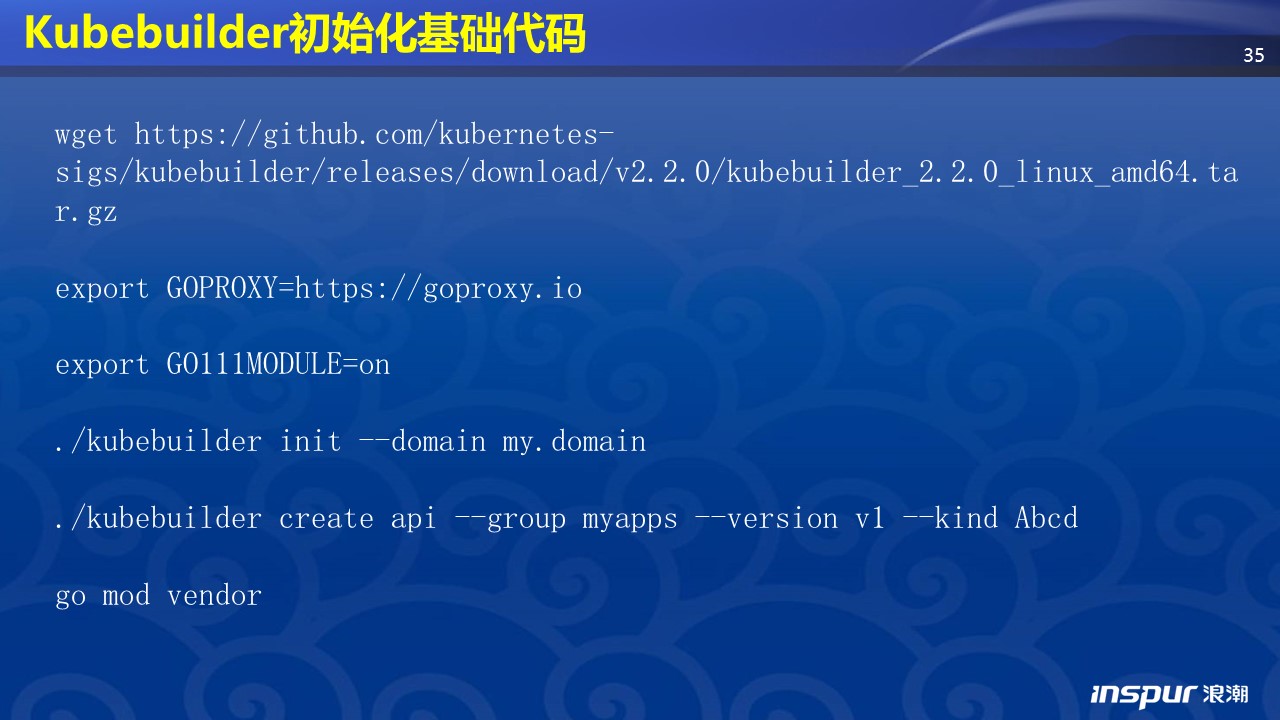 Kubebuilder初始化基础代码
35
wget https://github.com/kubernetes-
sigs/kubebuilder/releases/download/v2.2.0/kubebuilder_2.2.0_linux_amd64.ta
r.gz
export GOPROXY=https://goproxy.io
export GO111MODULE=on
./kubebuilder init --domain my.domain
./kubebuilder create api --group myapps --version v1 --kind Abcd
go mod vendor
inspur 浪潮